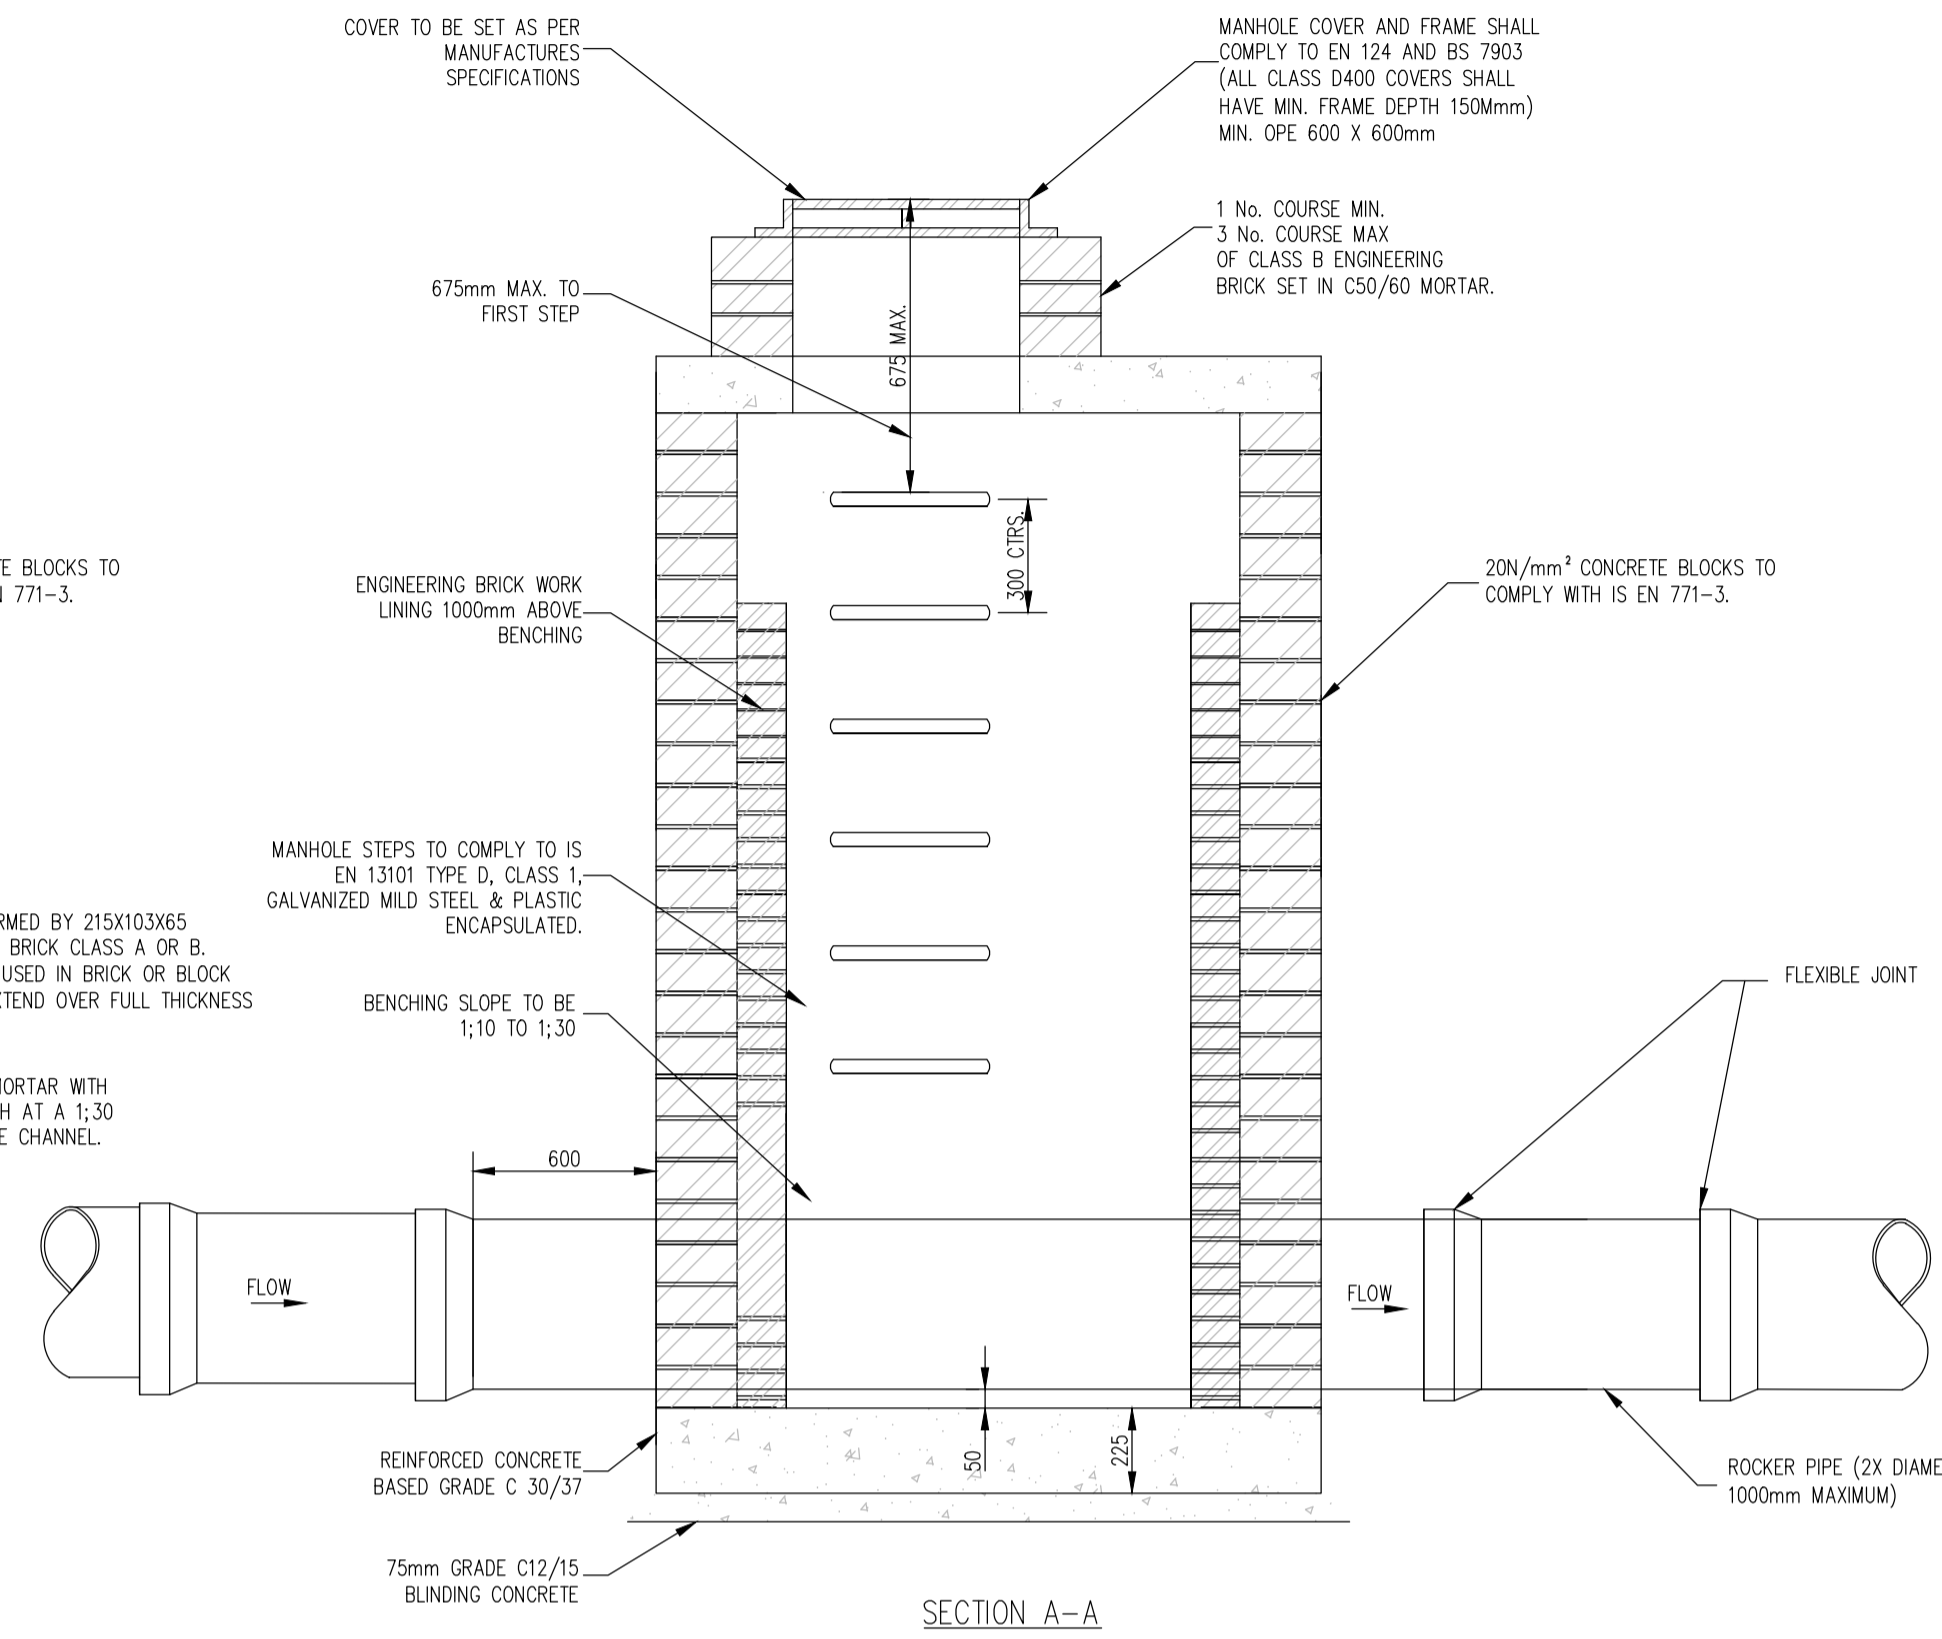 COVER TO BE SET AS PER
MANUFACTURES
SPECIFICATIONS
MANHOLE COVER AND FRAME SHALL
COMPLY TO EN 124 AND BS 7903
(ALL CLASS D400 COVERS SHALL
HAVE MIN. FRAME DEPTH 150Mmm)
MIN. OPE 600 X 600mm
1 No. COURSE MIN.
3 No. COURSE MAX
OF CLASS B ENGINEERING
BRICK SET IN C50/60 MORTAR.
675mm MAX. TO
FIRST STEP
675 MAX.
300 CTRS.
TE BLOCKS TO
N 771-3.
ENGINEERING BRICK WORK
LINING 1000mm ABOVE
BENCHING
20N/mm² CONCRETE BLOCKS TO
COMPLY WITH IS EN 771-3.
MANHOLE STEPS TO COMPLY TO IS
EN 13101 TYPE D, CLASS 1,
GALVANIZED MILD STEEL & PLASTIC
ENCAPSULATED.
RMED BY 215X103X65
BRICK CLASS A OR B.
USED IN BRICK OR BLOCK
XTEND OVER FULL THICKNESS
BENCHING SLOPE TO BE
1;10 TO 1;30
FLEXIBLE JOINT
MORTAR WITH
H AT A 1;30
E CHANNEL.
600
FLOW
FLOW
50
225
REINFORCED CONCRETE
BASED GRADE C 30/37
ROCKER PIPE (2X DIAME
1000mm MAXIMUM)
75mm GRADE C12/15
BLINDING CONCRETE
SECTION A-A